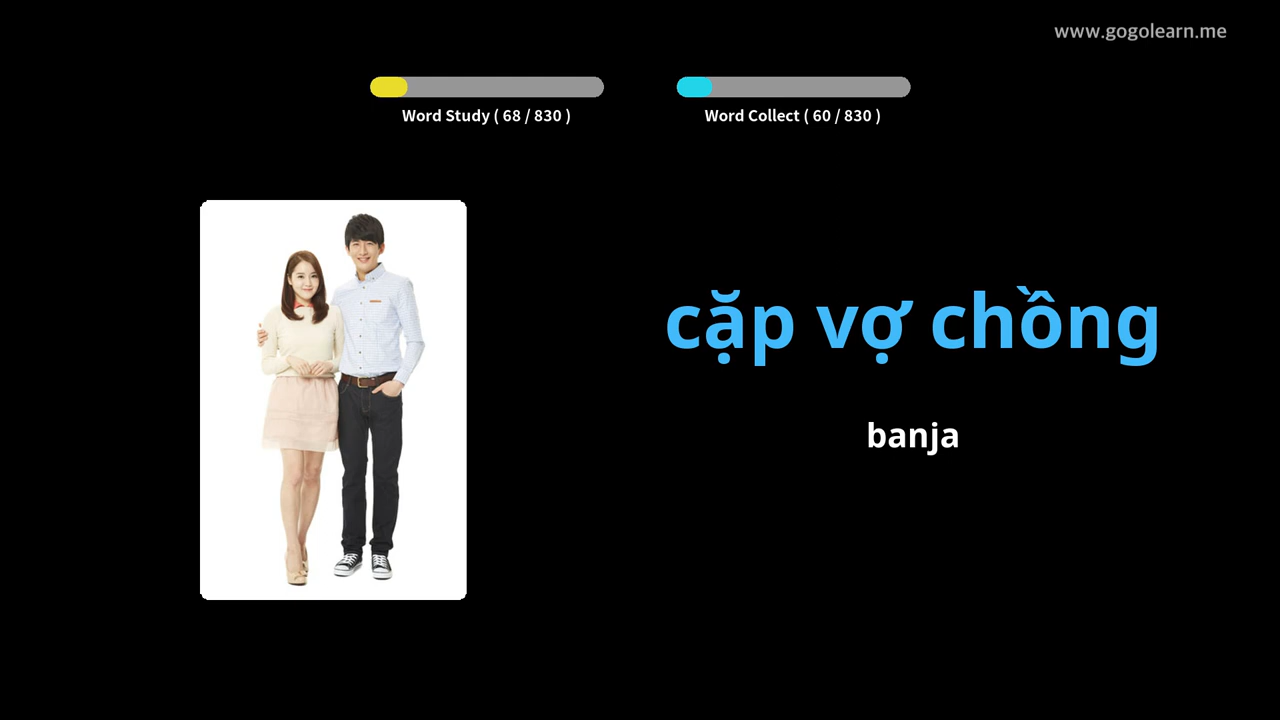 www.gogolearn.me
Word Study ( 68 / 830 )
Word Collect ( 60 / 830 )
cặp vợ chồng
banja